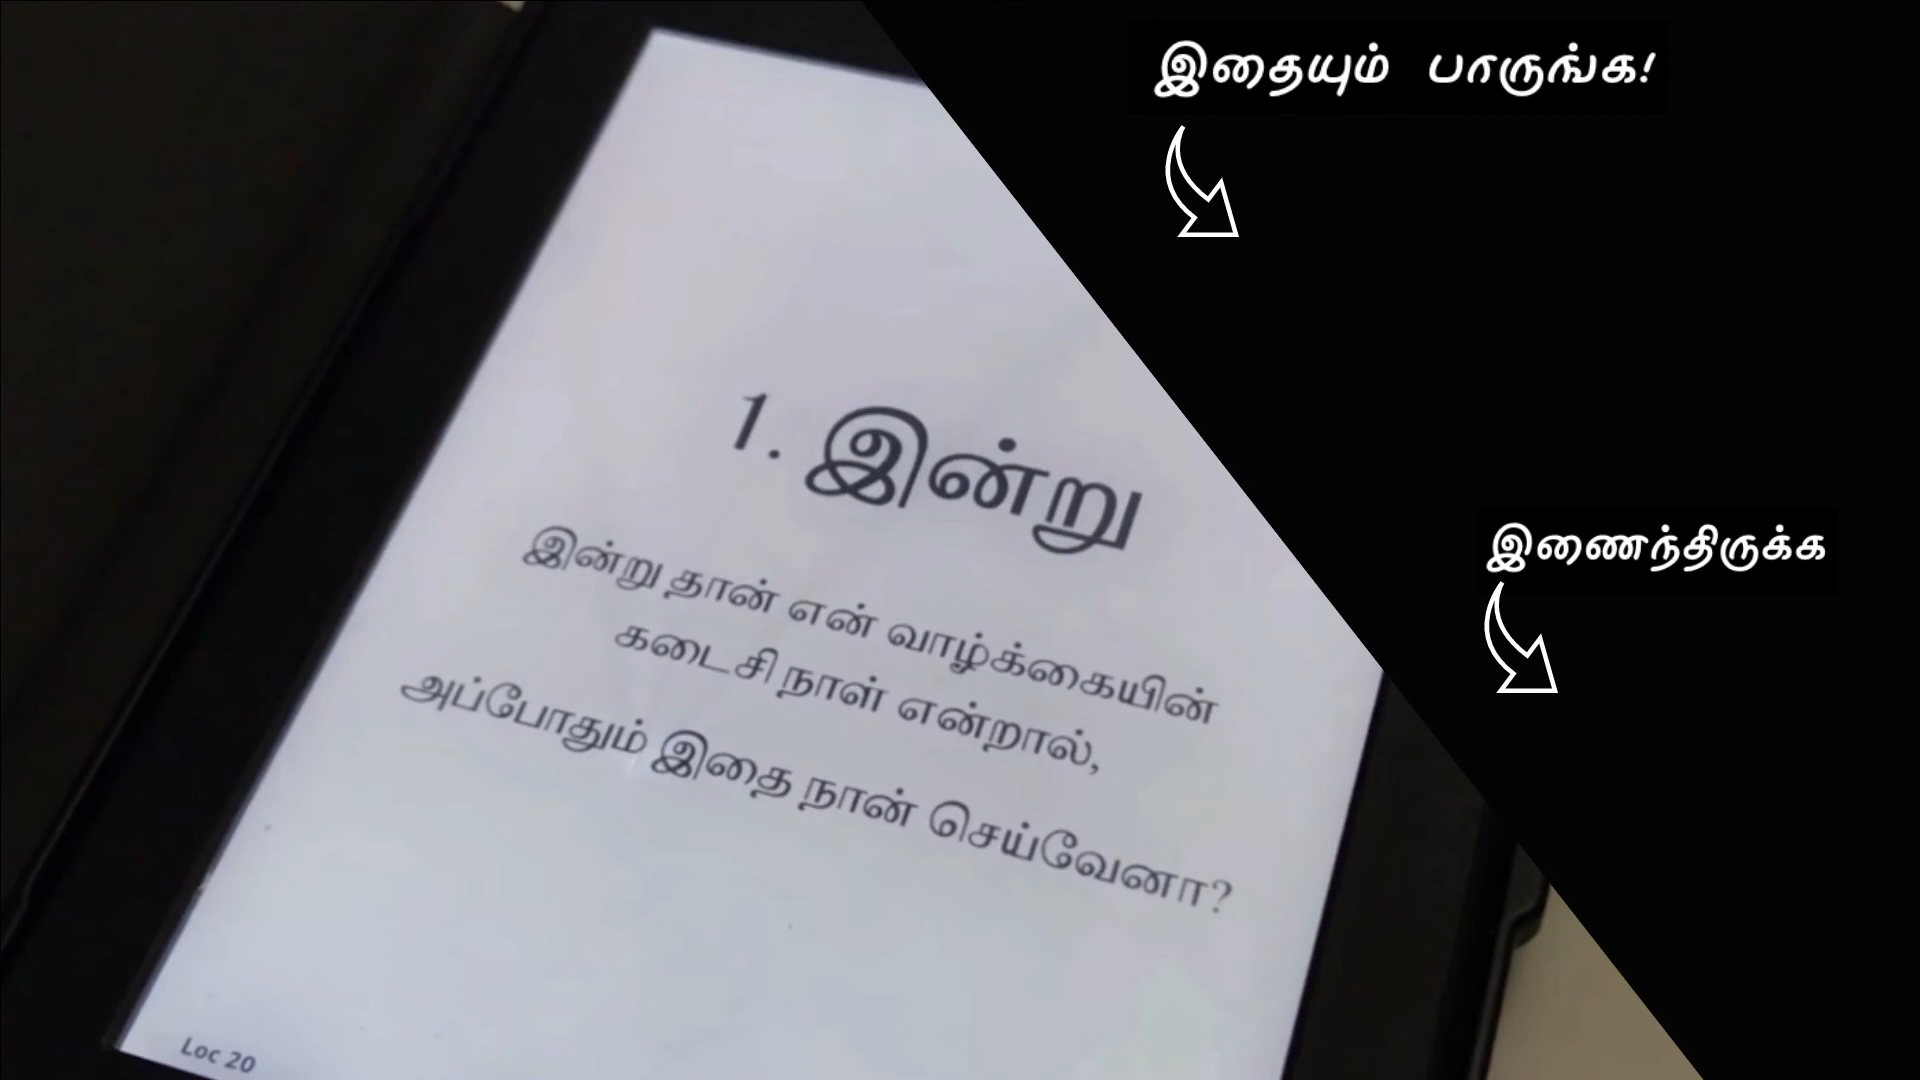 இதையும் பாருங்க!
1. இன்று
இன்று தான் என் வாழ்க்கையின்
கடைசி நாள் என்றால்,
அப்போதும் இதை நான் செய்வேனா?
இணைந்திருக்க
Loc 20